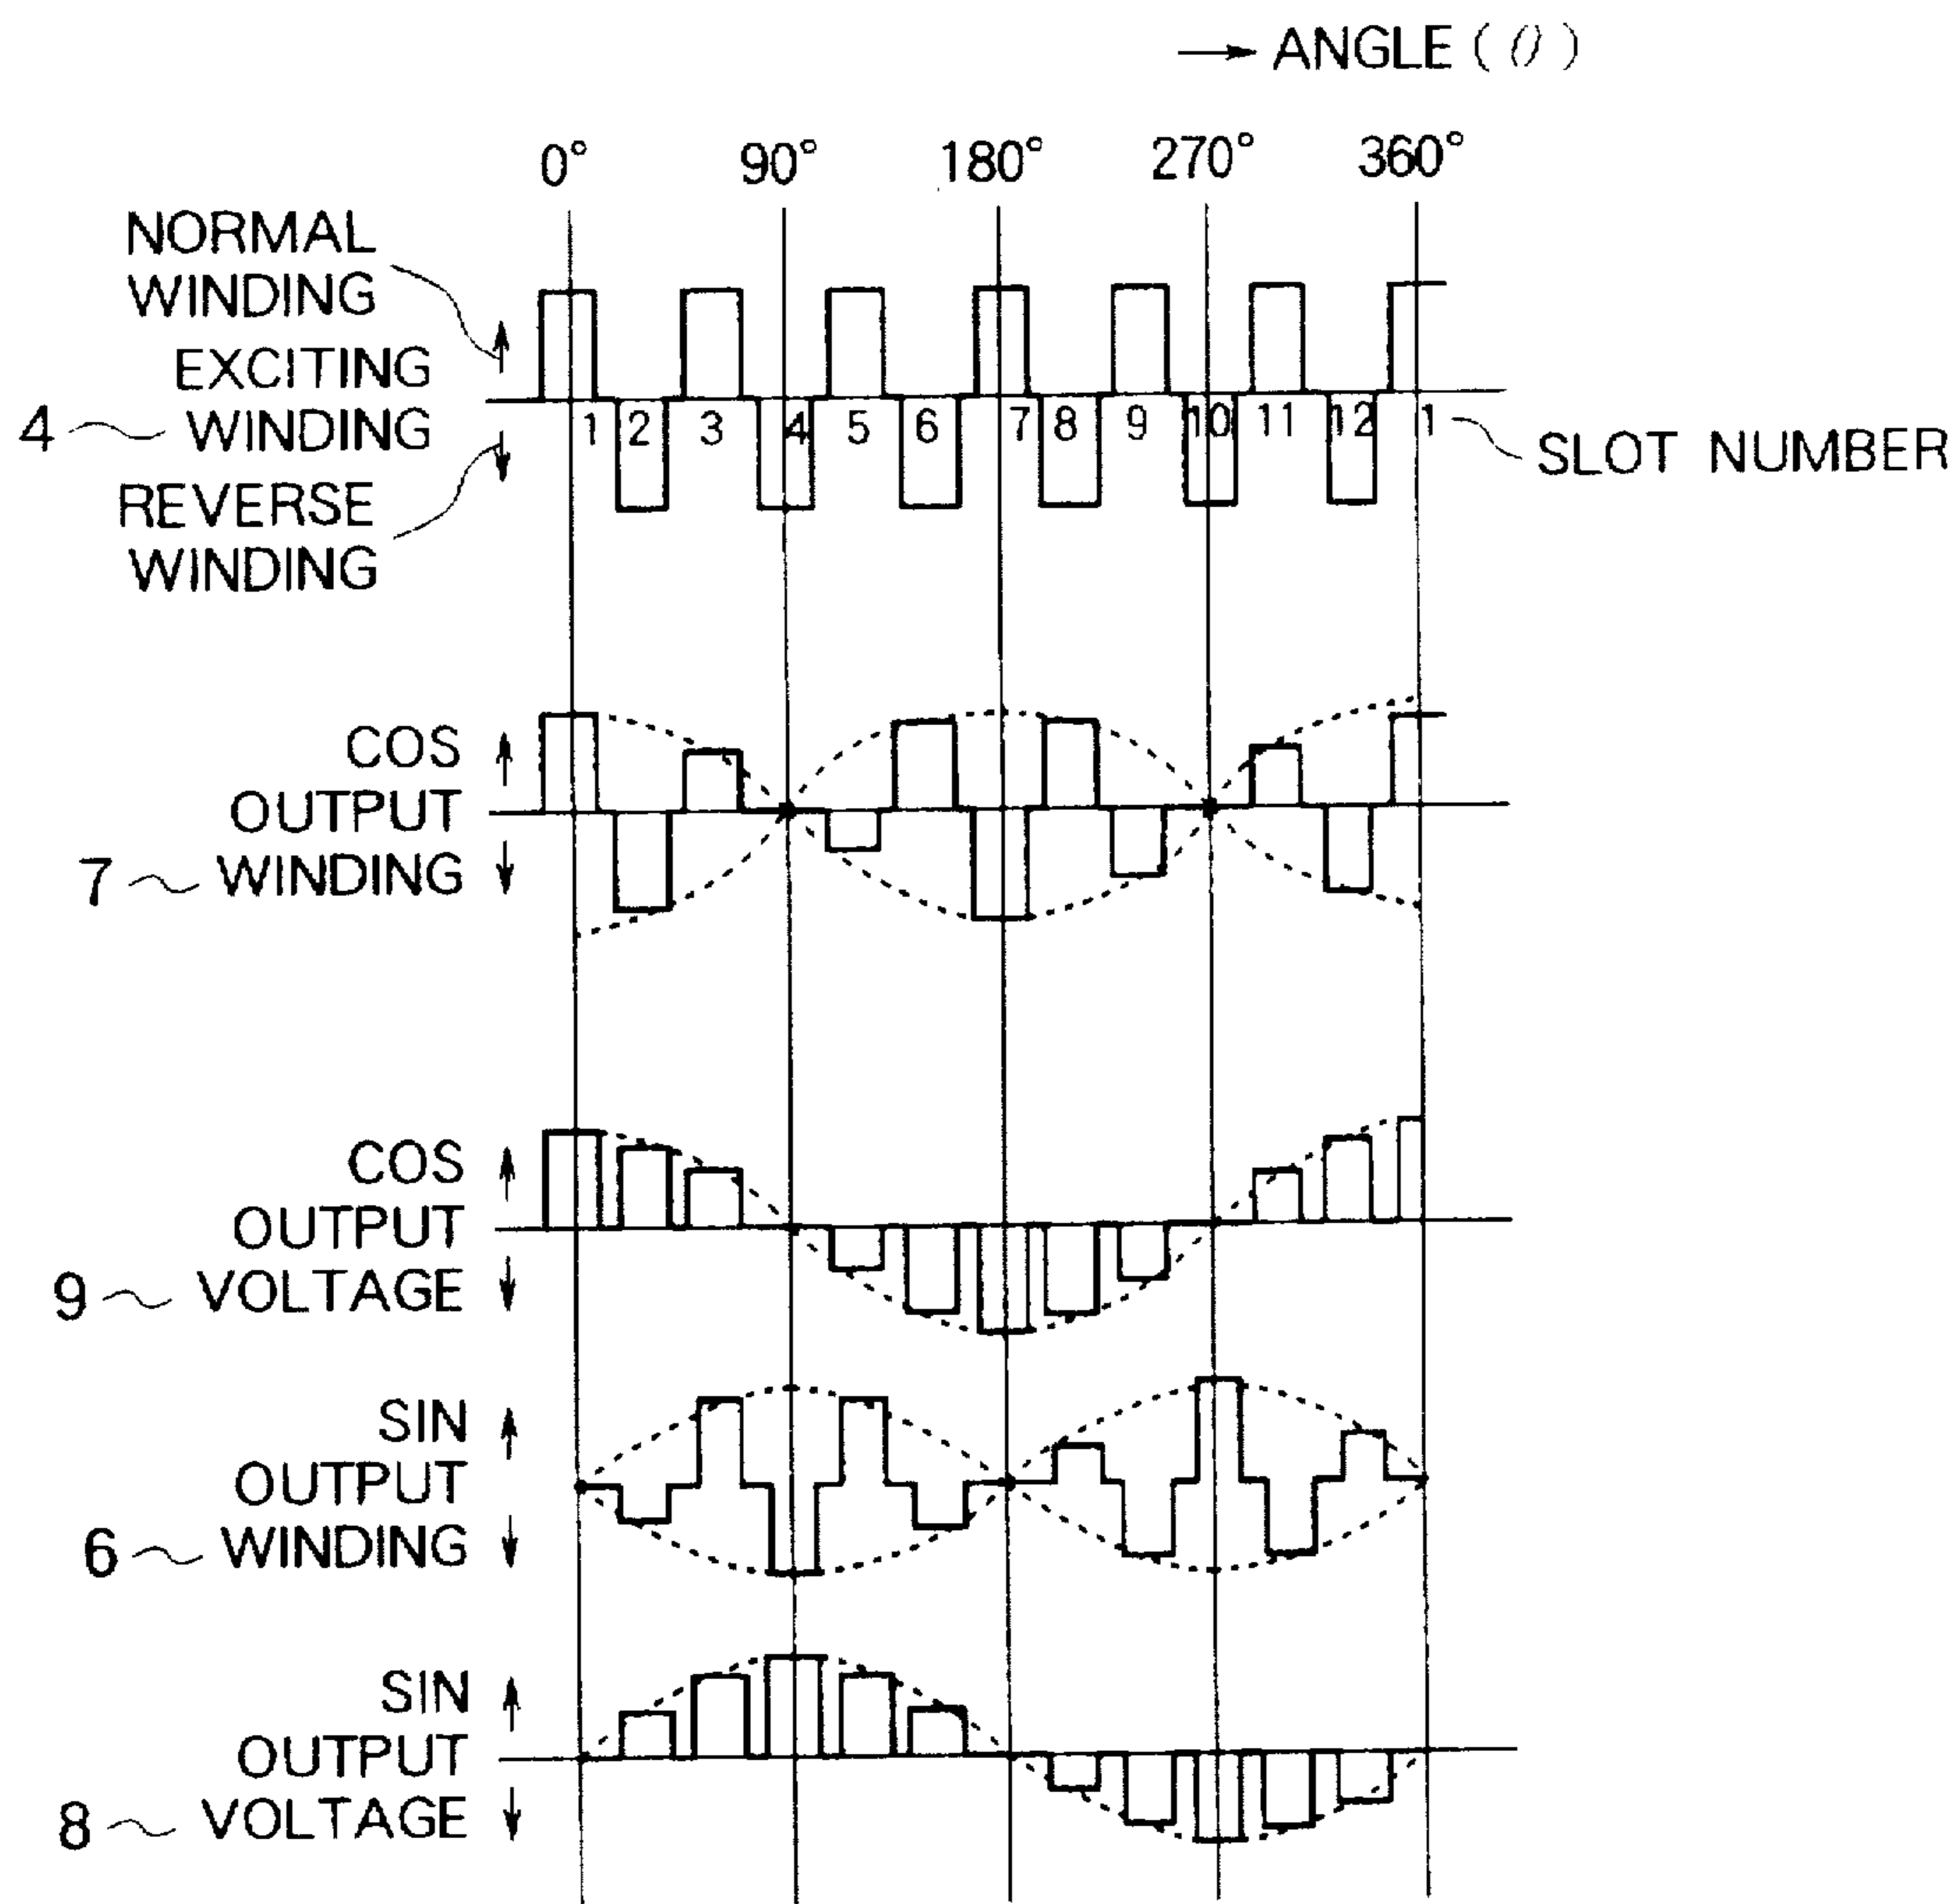 → ANGLE (θ)
0° 90° 180° 270° 360°
NORMAL
WINDING
EXCITING
4 WINDING
REVERSE
WINDING
1 2 3 4 5 6 7 8 9 10 11 12 1
SLOT NUMBER
COS
OUTPUT
7 WINDING
COS
OUTPUT
9 VOLTAGE
SIN
OUTPUT
6 WINDING
SIN
OUTPUT
8 VOLTAGE